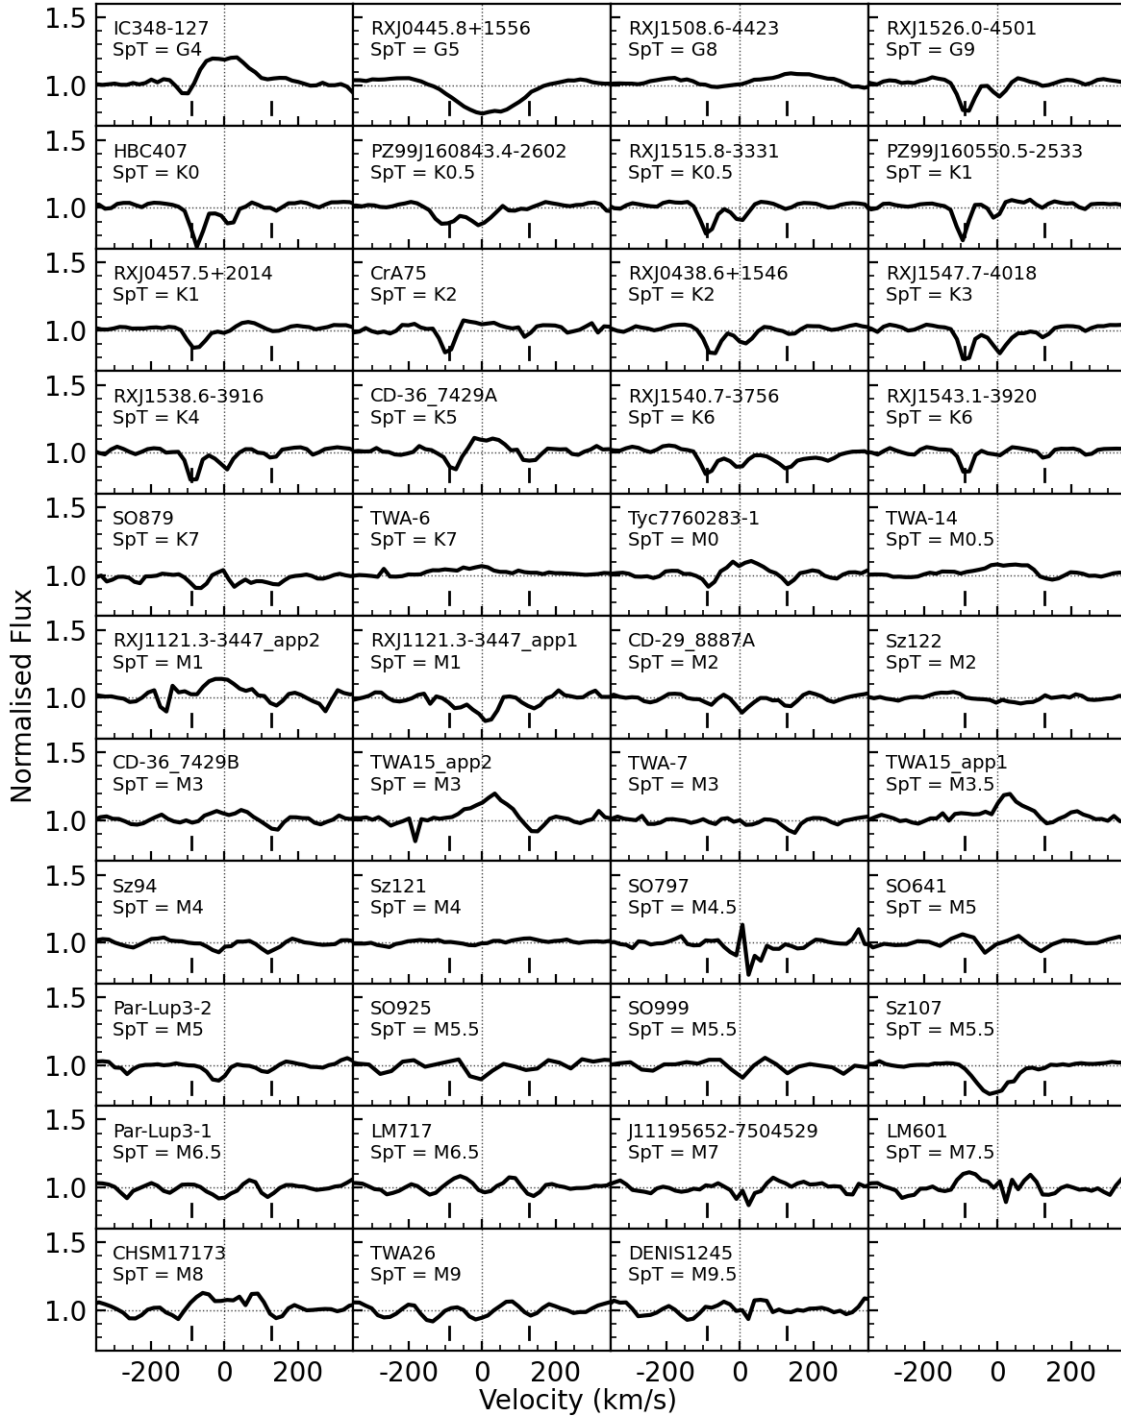 1.5
IC348-127
RXJ0445.8+1556
RXJ1508.6-4423
RXJ1526.0-4501
SpT = G4
SpT = G5
SpT = G8
SpT = G9
1.0
1.5
HBC407
PZ99J160843.4-2602
RXJ1515.8-3331
PZ99J160550.5-2533
SpT = K0
SpT = K0.5
SpT = K0.5
SpT = K1
1.0
1.5
RXJ0457.5+2014
CrA75
RXJ0438.6+1546
RXJ1547.7-4018
SpT = K1
SpT = K2
SpT = K2
SpT = K3
1.0
1.5
RXJ1538.6-3916
CD-36_7429A
RXJ1540.7-3756
RXJ1543.1-3920
SpT = K4
SpT = K5
SpT = K6
SpT = K6
1.0
1.5
SO879
TWA-6
Tyc7760283-1
TWA-14
SpT = K7
SpT = K7
SpT = M0
SpT = M0.5
1.0
1.5
RXJ1121.3-3447_app2
RXJ1121.3-3447_app1
CD-29_8887A
Sz122
SpT = M1
SpT = M1
SpT = M2
SpT = M2
1.0
Normalised Flux
1.5
CD-36_7429B
TWA15_app2
TWA-7
TWA15_app1
SpT = M3
SpT = M3
SpT = M3
SpT = M3.5
1.0
1.5
Sz94
Sz121
SO797
SO641
SpT = M4
SpT = M4
SpT = M4.5
SpT = M5
1.0
1.5
Par-Lup3-2
SO925
SO999
Sz107
SpT = M5
SpT = M5.5
SpT = M5.5
SpT = M5.5
1.0
1.5
Par-Lup3-1
LM717
J11195652-7504529
LM601
SpT = M6.5
SpT = M6.5
SpT = M7
SpT = M7.5
1.0
1.5
CHSM17173
TWA26
DENIS1245
SpT = M8
SpT = M9
SpT = M9.5
1.0
-200 0 200 -200 0 200 -200 0 200 -200 0 200
Velocity (km/s)